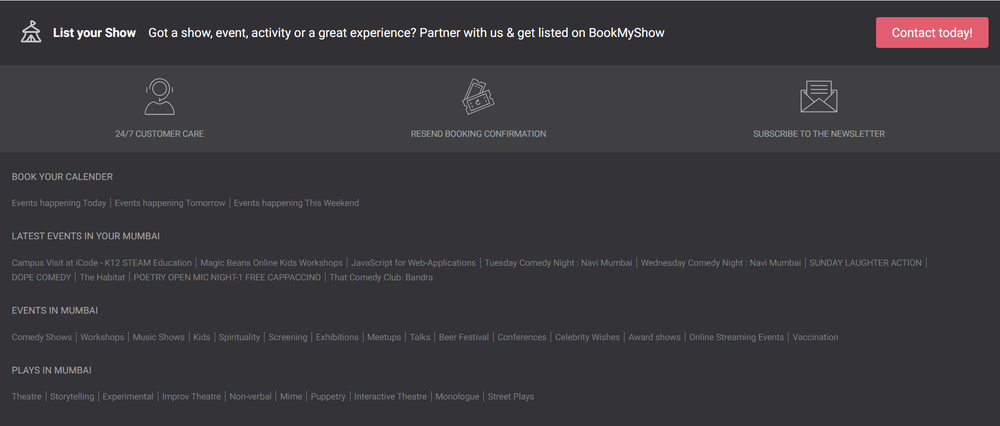 List your Show Got a show, event, activity or a great experience? Partner with us & get listed on BookMyShow Contact today!
24/7 CUSTOMER CARE RESEND BOOKING CONFIRMATION SUBSCRIBE TO THE NEWSLETTER
BOOK YOUR CALENDER
Events happening Today | Events happening Tomorrow | Events happening This Weekend
LATEST EVENTS IN YOUR MUMBAI
Campus Visit at iCode - K12 STEAM Education | Magic Beans Online Kids Workshops | JavaScript for Web-Applications | Tuesday Comedy Night : Navi Mumbai | Wednesday Comedy Night : Navi Mumbai | SUNDAY LAUGHTER ACTION |
DOPE COMEDY | The Habitat | POETRY OPEN MIC NIGHT-1 FREE CAPPACCINO | That Comedy Club: Bandra
EVENTS IN MUMBAI
Comedy Shows | Workshops | Music Shows | Kids | Spirituality | Screening | Exhibitions | Meetups | Talks | Beer Festival | Conferences | Celebrity Wishes | Award shows | Online Streaming Events | Vaccination
PLAYS IN MUMBAI
Theatre | Storytelling | Experimental | Improv Theatre | Non-verbal | Mime | Puppetry | Interactive Theatre | Monologue | Street Plays